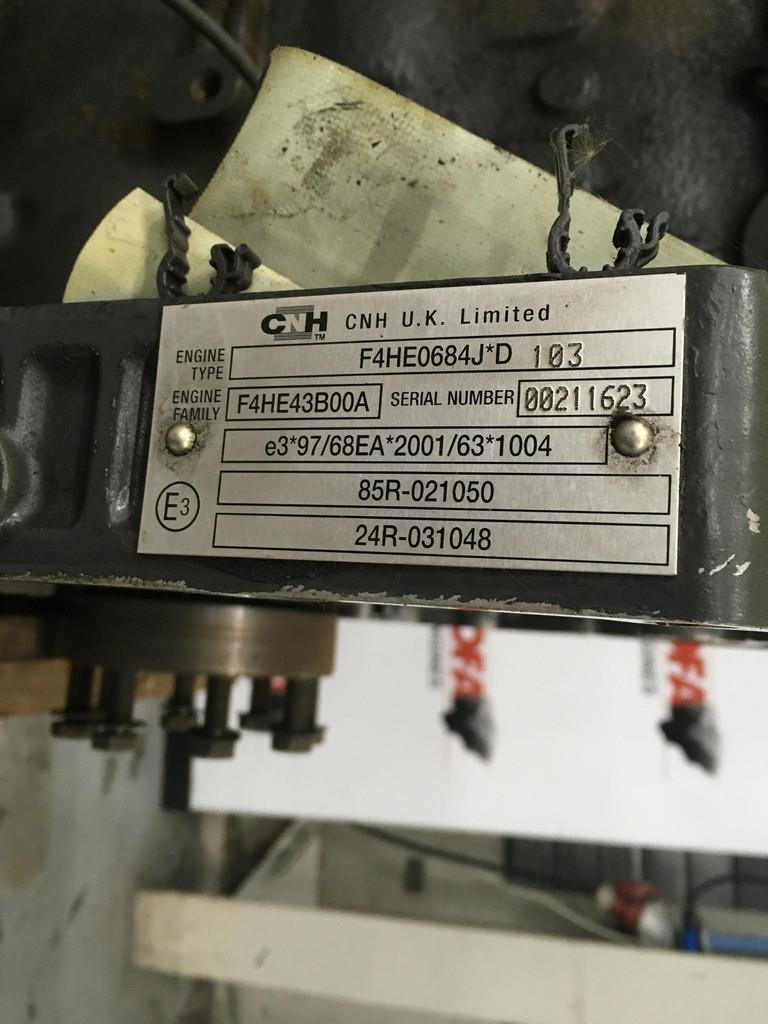 CNH™ CNH U.K. Limited
ENGINE TYPE F4HE0684J*D 103
ENGINE FAMILY F4HE43B00A SERIAL NUMBER 00211623
e3*97/68EA*2001/63*1004
E3 85R-021050
24R-031048